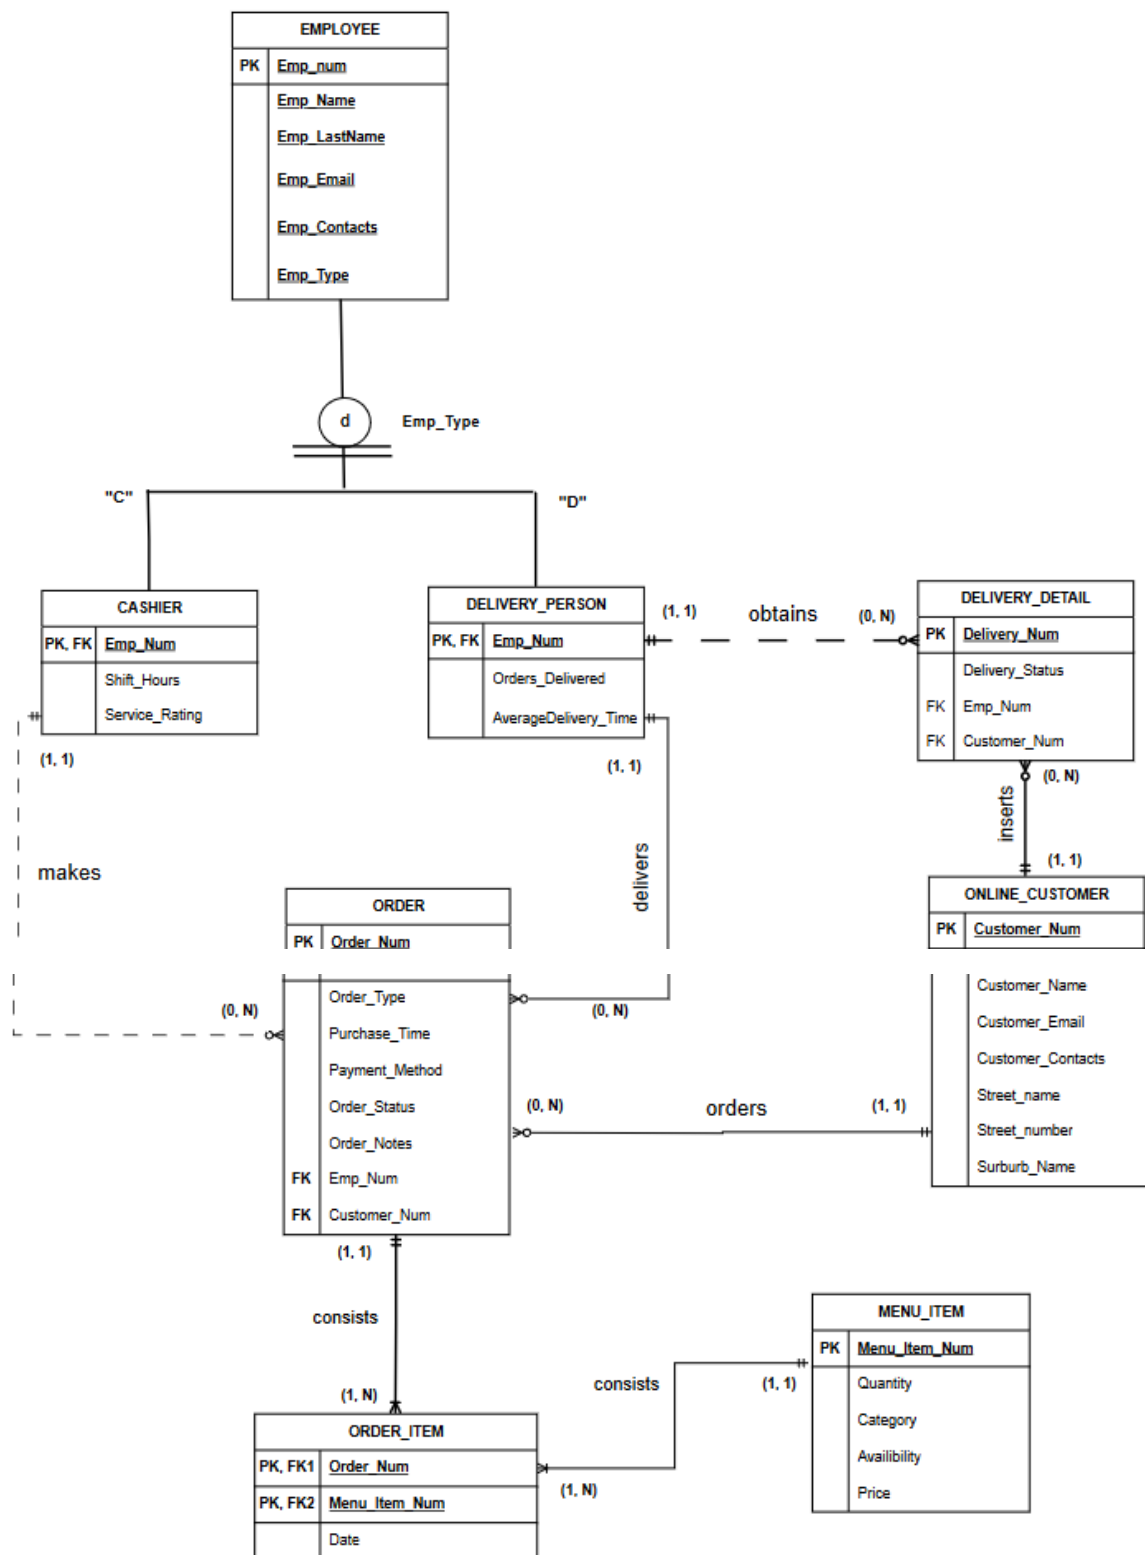 EMPLOYEE
PK Emp_num
Emp_Name
Emp_LastName
Emp_Email
Emp_Contacts
Emp_Type
d Emp_Type
"C"
"D"
CASHIER
PK, FK Emp_Num
Shift_Hours
Service_Rating
(1, 1)
DELIVERY_PERSON
PK, FK Emp_Num
Orders_Delivered
AverageDelivery_Time
(1, 1)
(1, 1) obtains (0, N)
DELIVERY_DETAIL
PK Delivery_Num
Delivery_Status
FK Emp_Num
FK Customer_Num
(0, N)
inserts
(1, 1)
makes
delivers
ORDER
PK Order_Num
Order_Type
Purchase_Time
Payment_Method
Order_Status
Order_Notes
FK Emp_Num
FK Customer_Num
(0, N)
(0, N)
(0, N) orders (1, 1)
ONLINE_CUSTOMER
PK Customer_Num
Customer_Name
Customer_Email
Customer_Contacts
Street_name
Street_number
Surburb_Name
(1, 1)
consists
(1, N)
MENU_ITEM
PK Menu_Item_Num
Quantity
Category
Availibility
Price
consists (1, 1)
(1, N)
ORDER_ITEM
PK, FK1 Order_Num
PK, FK2 Menu_Item_Num
Date